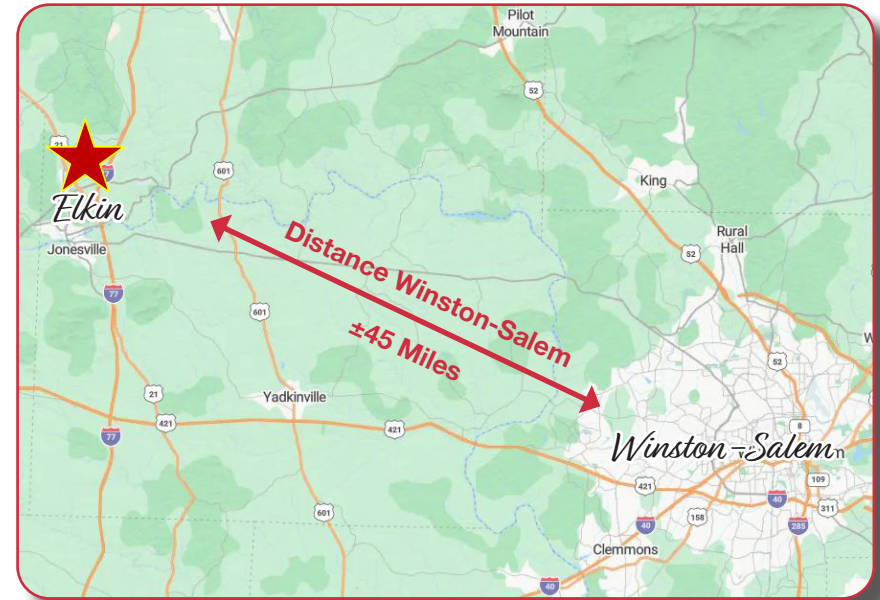 Pilot
Mountain
52
21
77
601
King
Elkin
Rural
Hall
Jonesville
52
Distance Winston-Salem
77
601
±45 Miles
52
21
Yadkinville
421
421
77
8
Winston-Salem
n
109
421
40
601
158
40
285
311
Clemmons
40
W